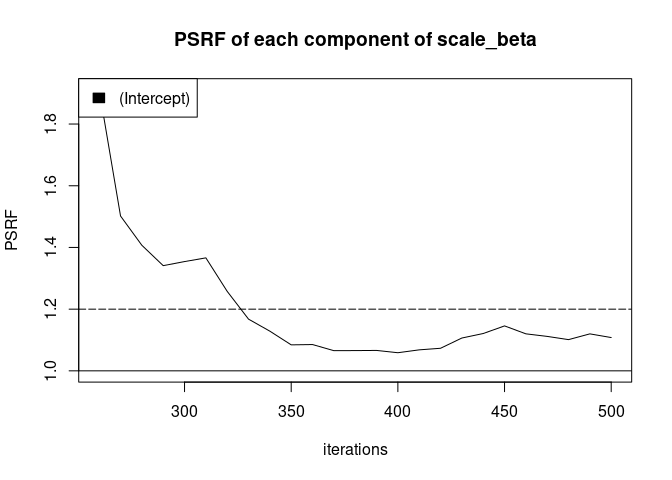 PSRF of each component of scale_beta
(Intercept)
PSRF
1.8
1.6
1.4
1.2
1.0
300 350 400 450 500
iterations